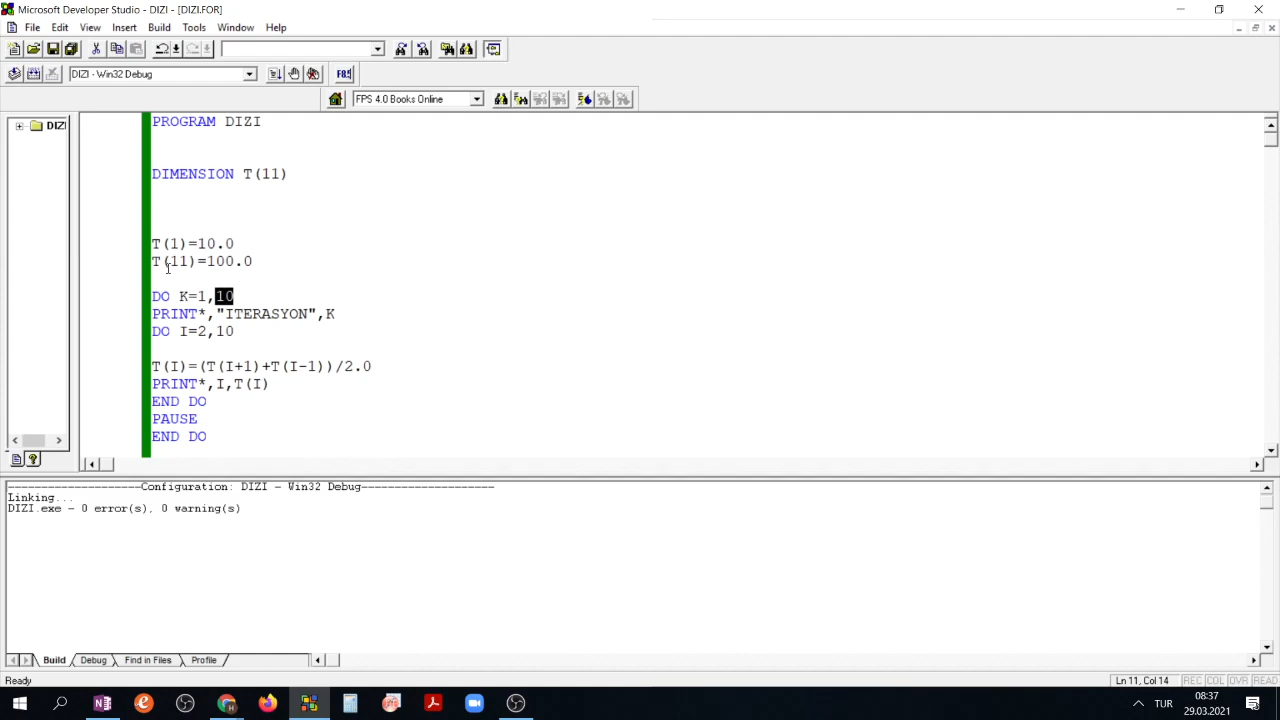 Microsoft Developer Studio - DIZI - [DIZI.FOR]
File Edit View Insert Build Tools Window Help
DIZI - Win32 Debug
F8!
FPS 4.0 Books Online
DIZI
PROGRAM DIZI
DIMENSION T(11)
T(1)=10.0
T(11)=100.0
DO K=1,10
PRINT*,"ITERASYON",K
DO I=2,10
T(I)=(T(I+1)+T(I-1))/2.0
PRINT*,I,T(I)
END DO
PAUSE
END DO
--------------------Configuration: DIZI - Win32 Debug--------------------
Linking...
DIZI.exe - 0 error(s), 0 warning(s)
Build Debug Find in Files Profile
Ready
Ln 11, Col 14 REC COL OVR READ
TUR
08:37
29.03.2021